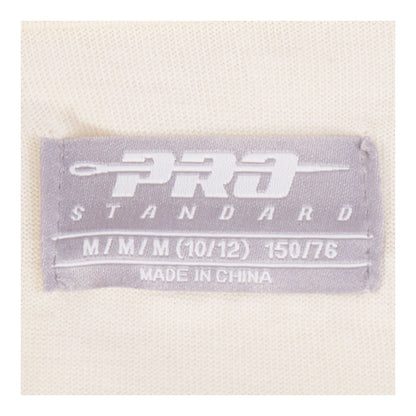 PRO
STANDARD
M/M/M (10/12) 150/76
MADE IN CHINA